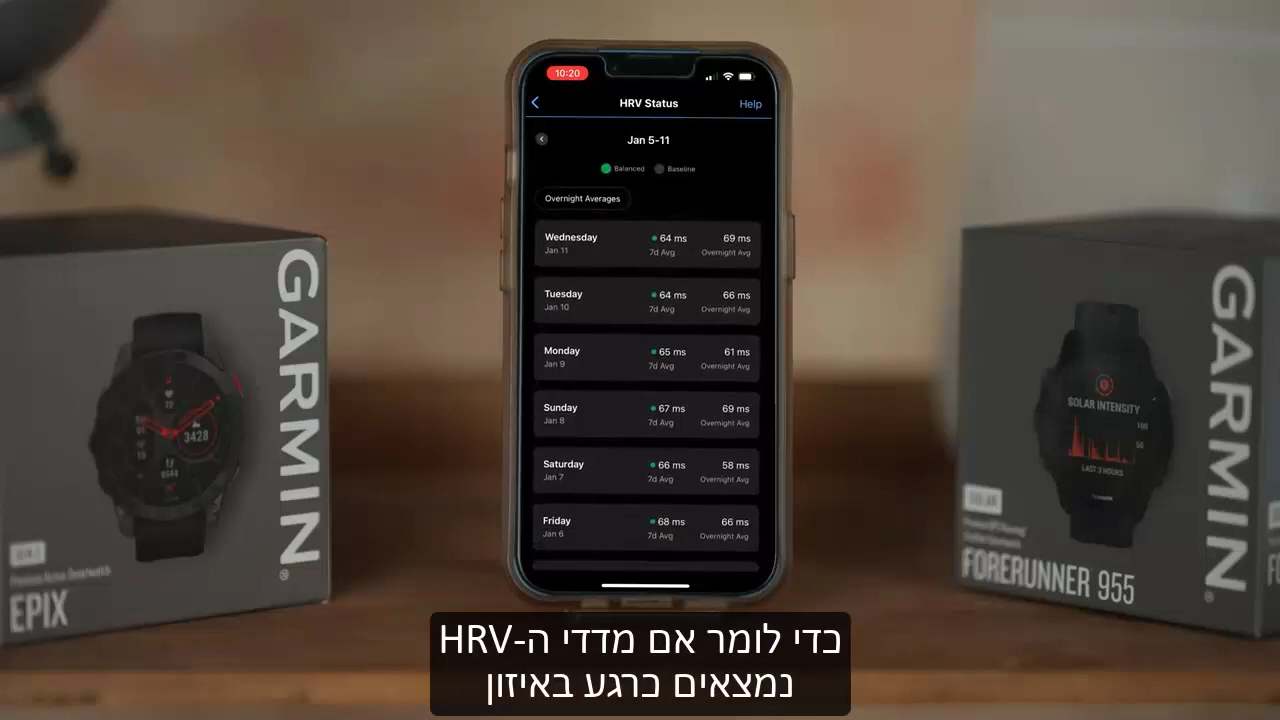 10:20
HRV Status
Help
Jan 5-11
Balanced
Baseline
Overnight Averages
Wednesday
64 ms
69 ms
Jan 11
7d Avg
Overnight Avg
Tuesday
64 ms
66 ms
Jan 10
7d Avg
Overnight Avg
Monday
65 ms
61 ms
Jan 9
7d Avg
Overnight Avg
Sunday
67 ms
69 ms
Jan 8
7d Avg
Overnight Avg
Saturday
66 ms
58 ms
Jan 7
7d Avg
Overnight Avg
Friday
68 ms
66 ms
Jan 6
7d Avg
Overnight Avg
GARMIN
3428
EPIX
GARMIN
SOLAR INTENSITY
100
50
LAST 3 HOURS
FORERUNNER 955
כדי לומר אם מדדי ה-HRV
נמצאים כרגע באיזון